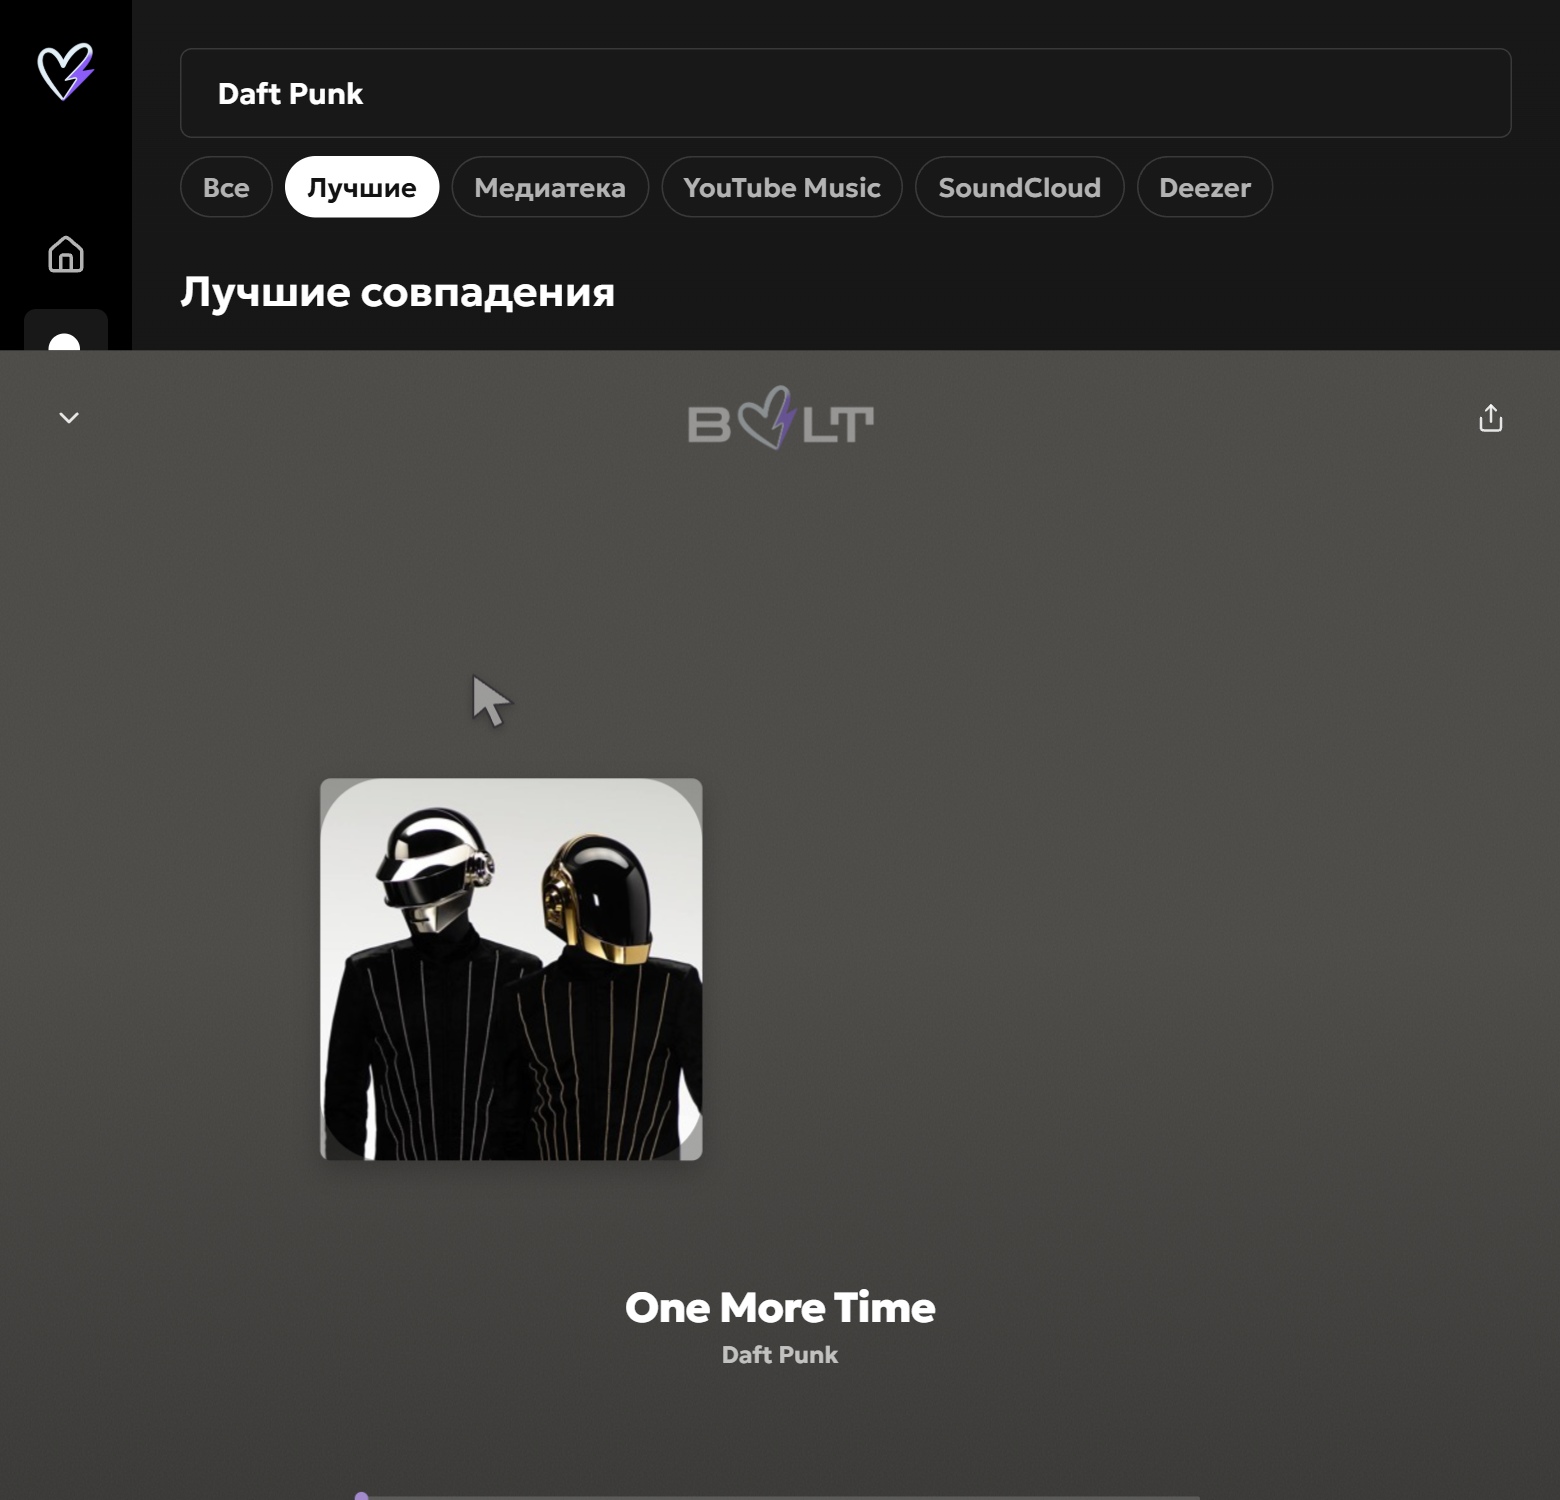 Daft Punk
Все Лучшие Медиатека YouTube Music SoundCloud Deezer
Лучшие совпадения
BOLT
One More Time
Daft Punk